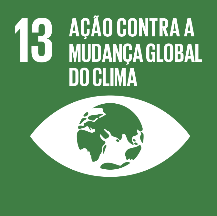 13 AÇÃO CONTRA A
MUDANÇA GLOBAL
DO CLIMA